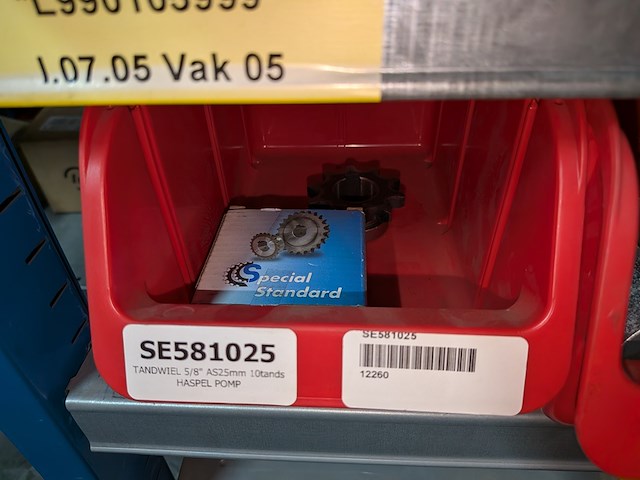 I.07.05 Vak 05
Special
Standard
SE581025
TANDWIEL 5/8" AS25mm 10tands
HASPEL POMP
SE581025
12260